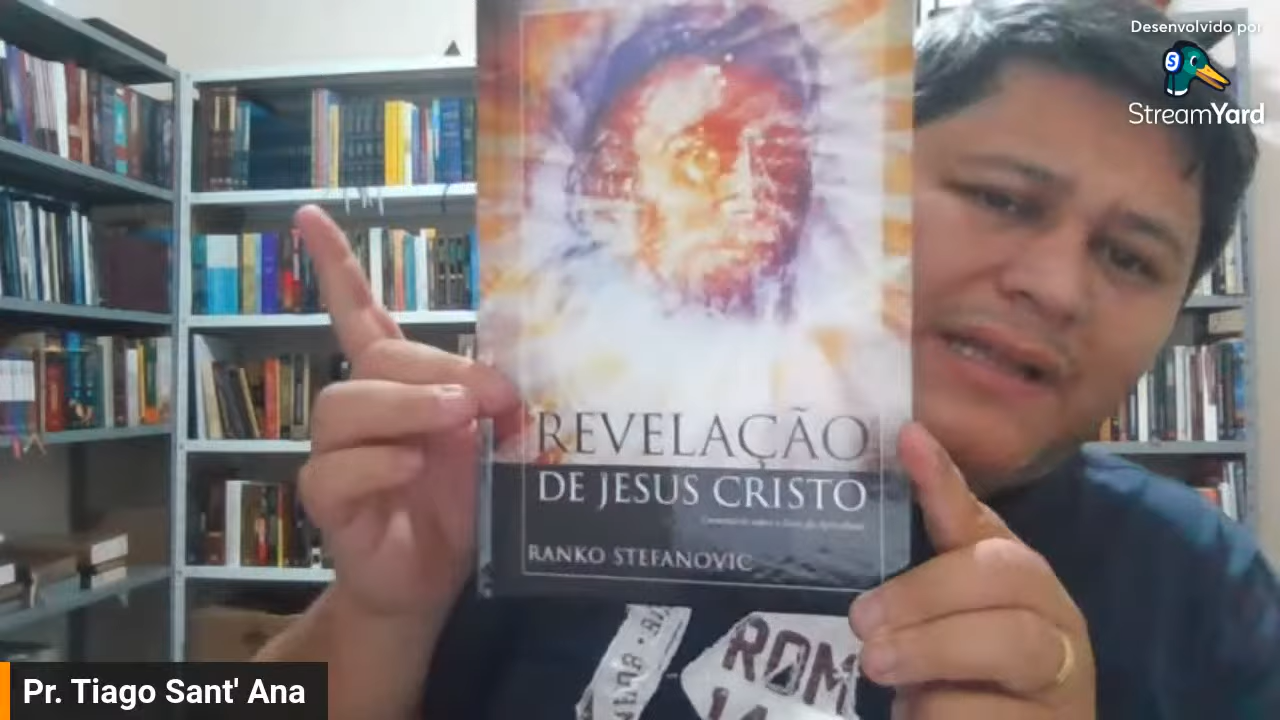 Desenvolvido por
StreamYard
REVELAÇÃO
DE JESUS CRISTO
RANKO STEFANOVIC
ROM
Pr. Tiago Sant' Ana